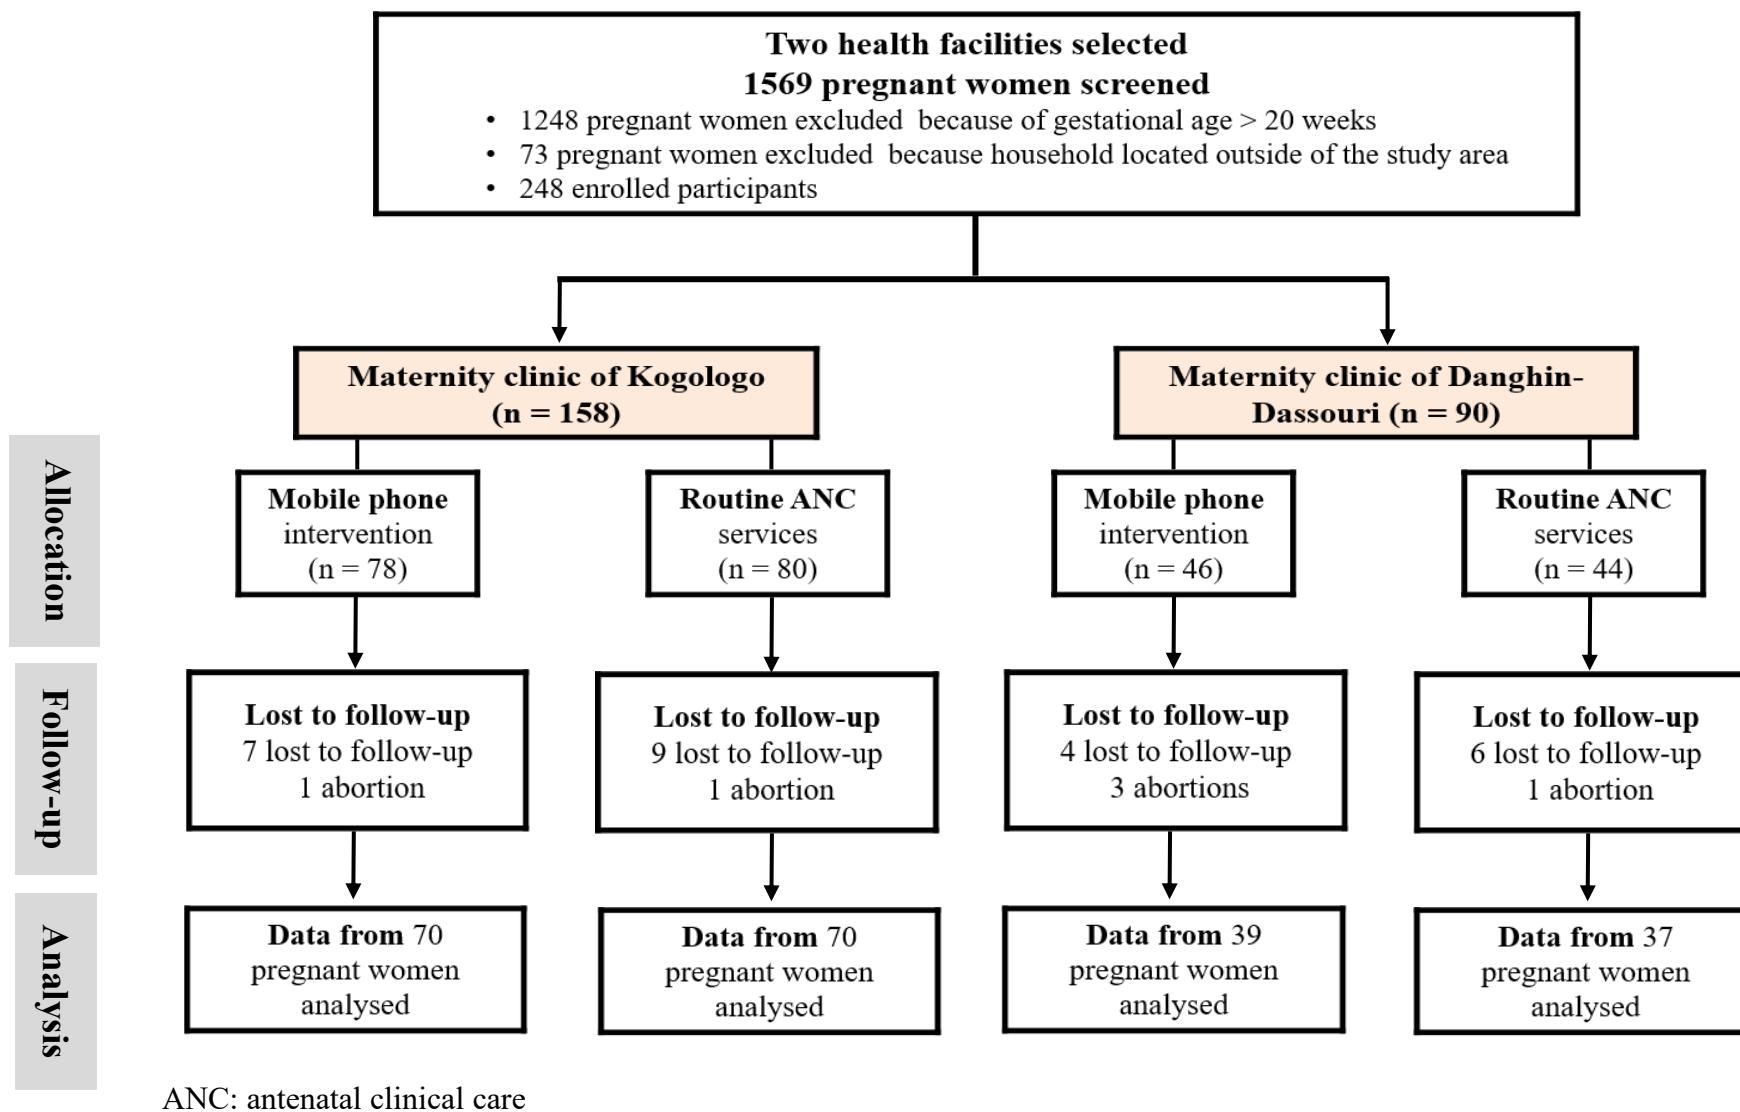 Two health facilities selected
1569 pregnant women screened
• 1248 pregnant women excluded because of gestational age > 20 weeks
• 73 pregnant women excluded because household located outside of the study area
• 248 enrolled participants
Maternity clinic of Kogologo
(n = 158)
Maternity clinic of Danghin-
Dassouri (n = 90)
Allocation
Mobile phone
intervention
(n = 78)
Routine ANC
services
(n = 80)
Mobile phone
intervention
(n = 46)
Routine ANC
services
(n = 44)
Follow-up
Lost to follow-up
7 lost to follow-up
1 abortion
Lost to follow-up
9 lost to follow-up
1 abortion
Lost to follow-up
4 lost to follow-up
3 abortions
Lost to follow-up
6 lost to follow-up
1 abortion
Analysis
Data from 70
pregnant women
analysed
Data from 70
pregnant women
analysed
Data from 39
pregnant women
analysed
Data from 37
pregnant women
analysed
ANC: antenatal clinical care